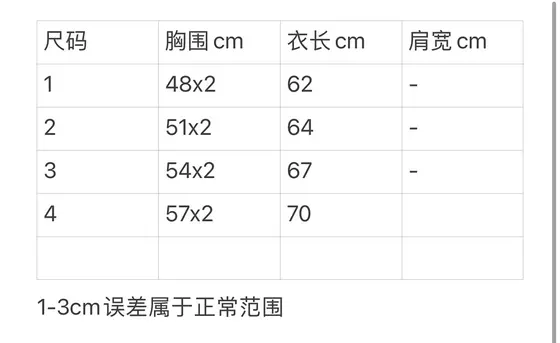 尺码 胸围cm 衣长cm 肩宽cm
1 48x2 62 -
2 51x2 64 -
3 54x2 67 -
4 57x2 70
1-3cm误差属于正常范围